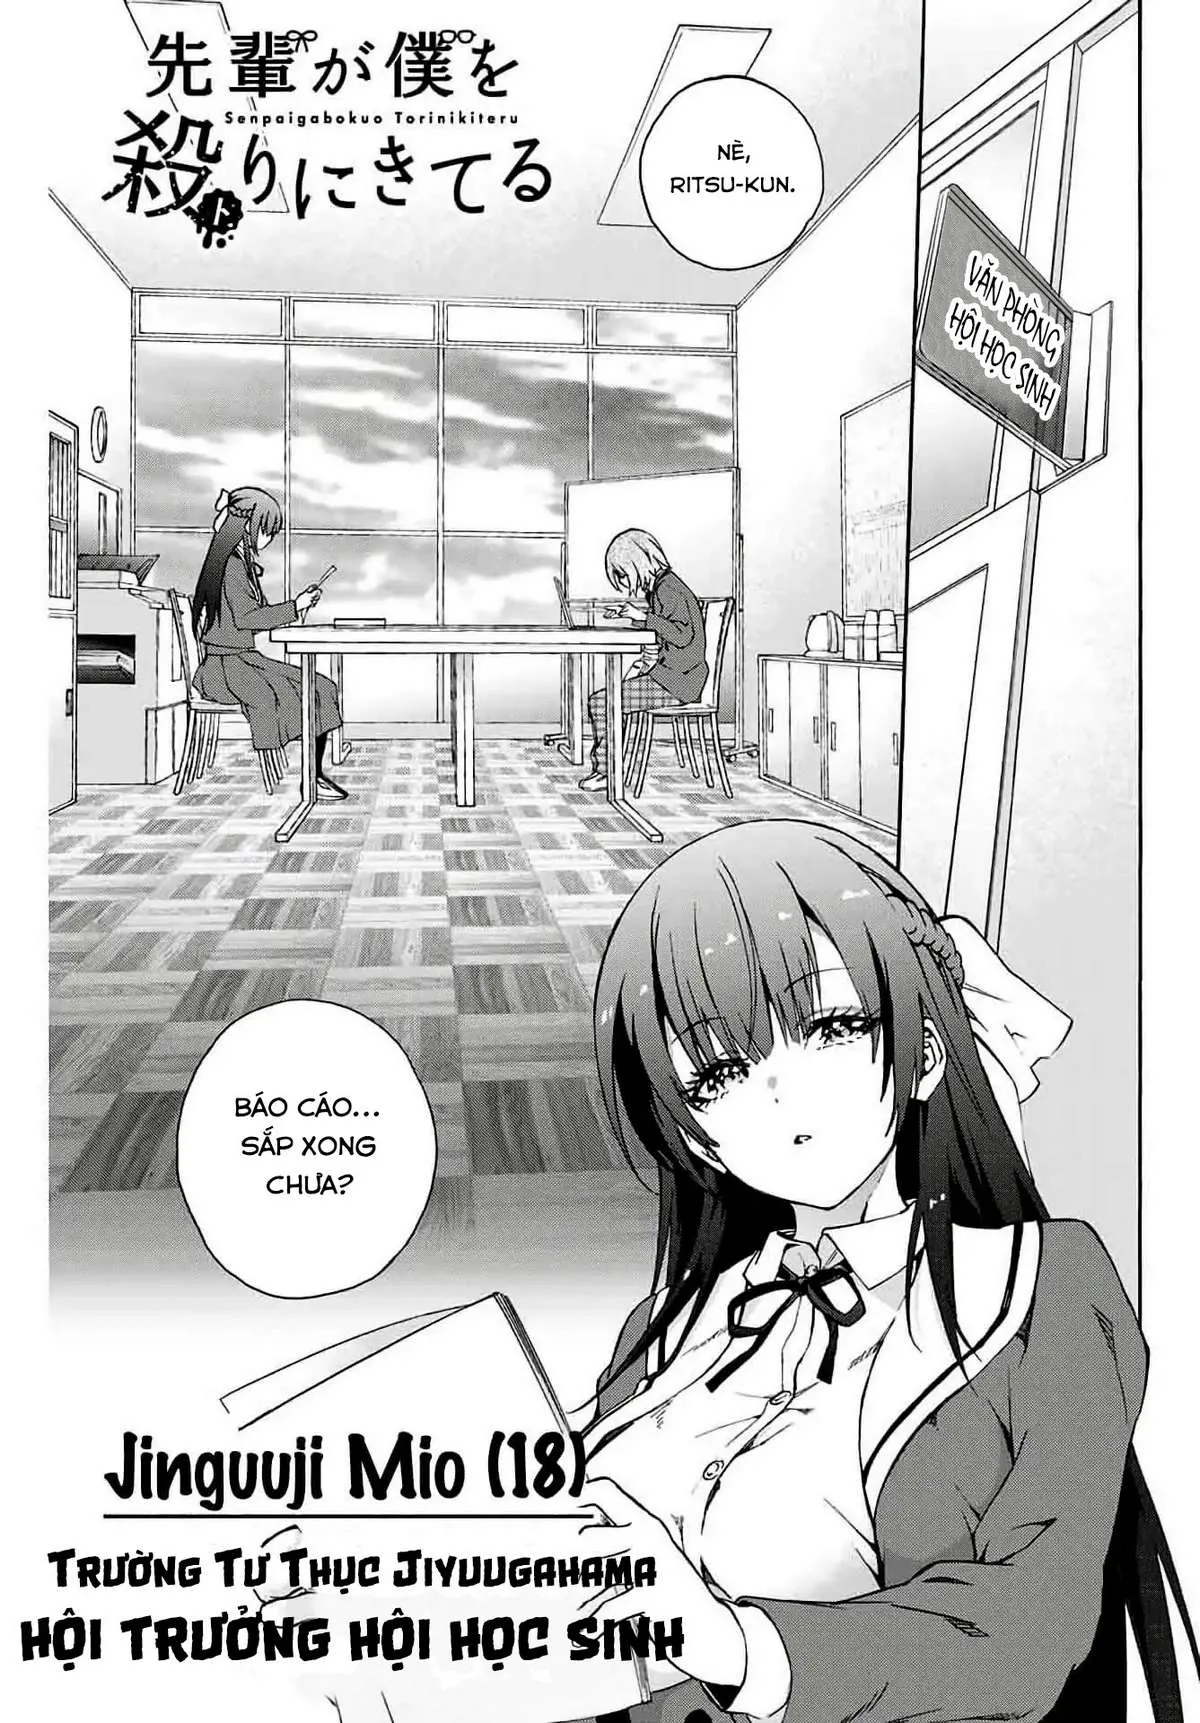 先輩が僕を
Senpaigabokuo Torinikiteru
殺りにきてる
NÈ,
RITSU-KUN.
VĂN PHÒNG
HỘI HỌC SINH
BÁO CÁO...
SẮP XONG
CHƯA?
Jinguuji Mio (18)
TRƯỜNG TƯ THỤC JIYUUGAHAMA
HỘI TRƯỞNG HỘI HỌC SINH